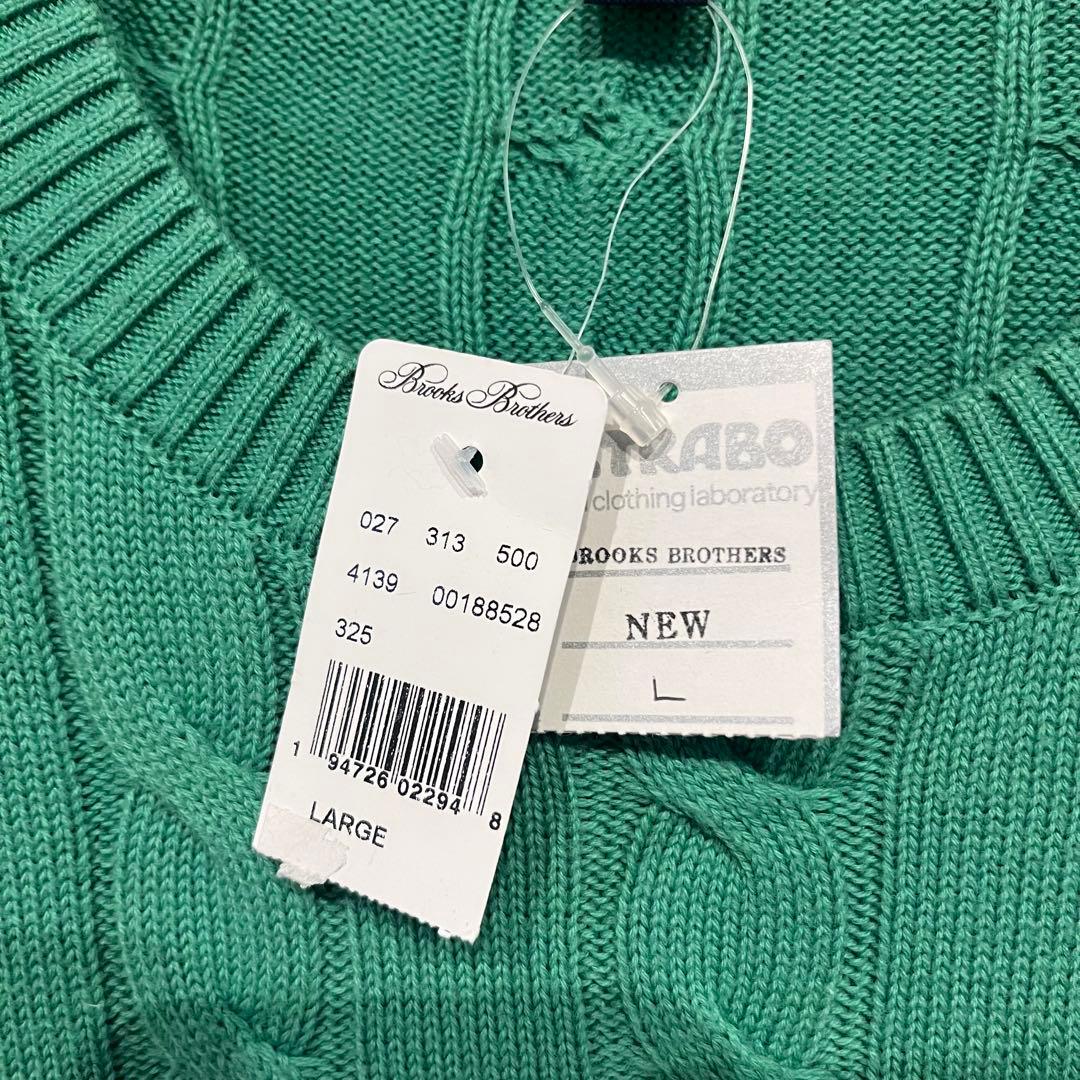 Brooks Brothers
027 313 500
4139 00188528
325
1 94726 02294 8
LARGE
clothing laboratory
BROOKS BROTHERS
NEW
L